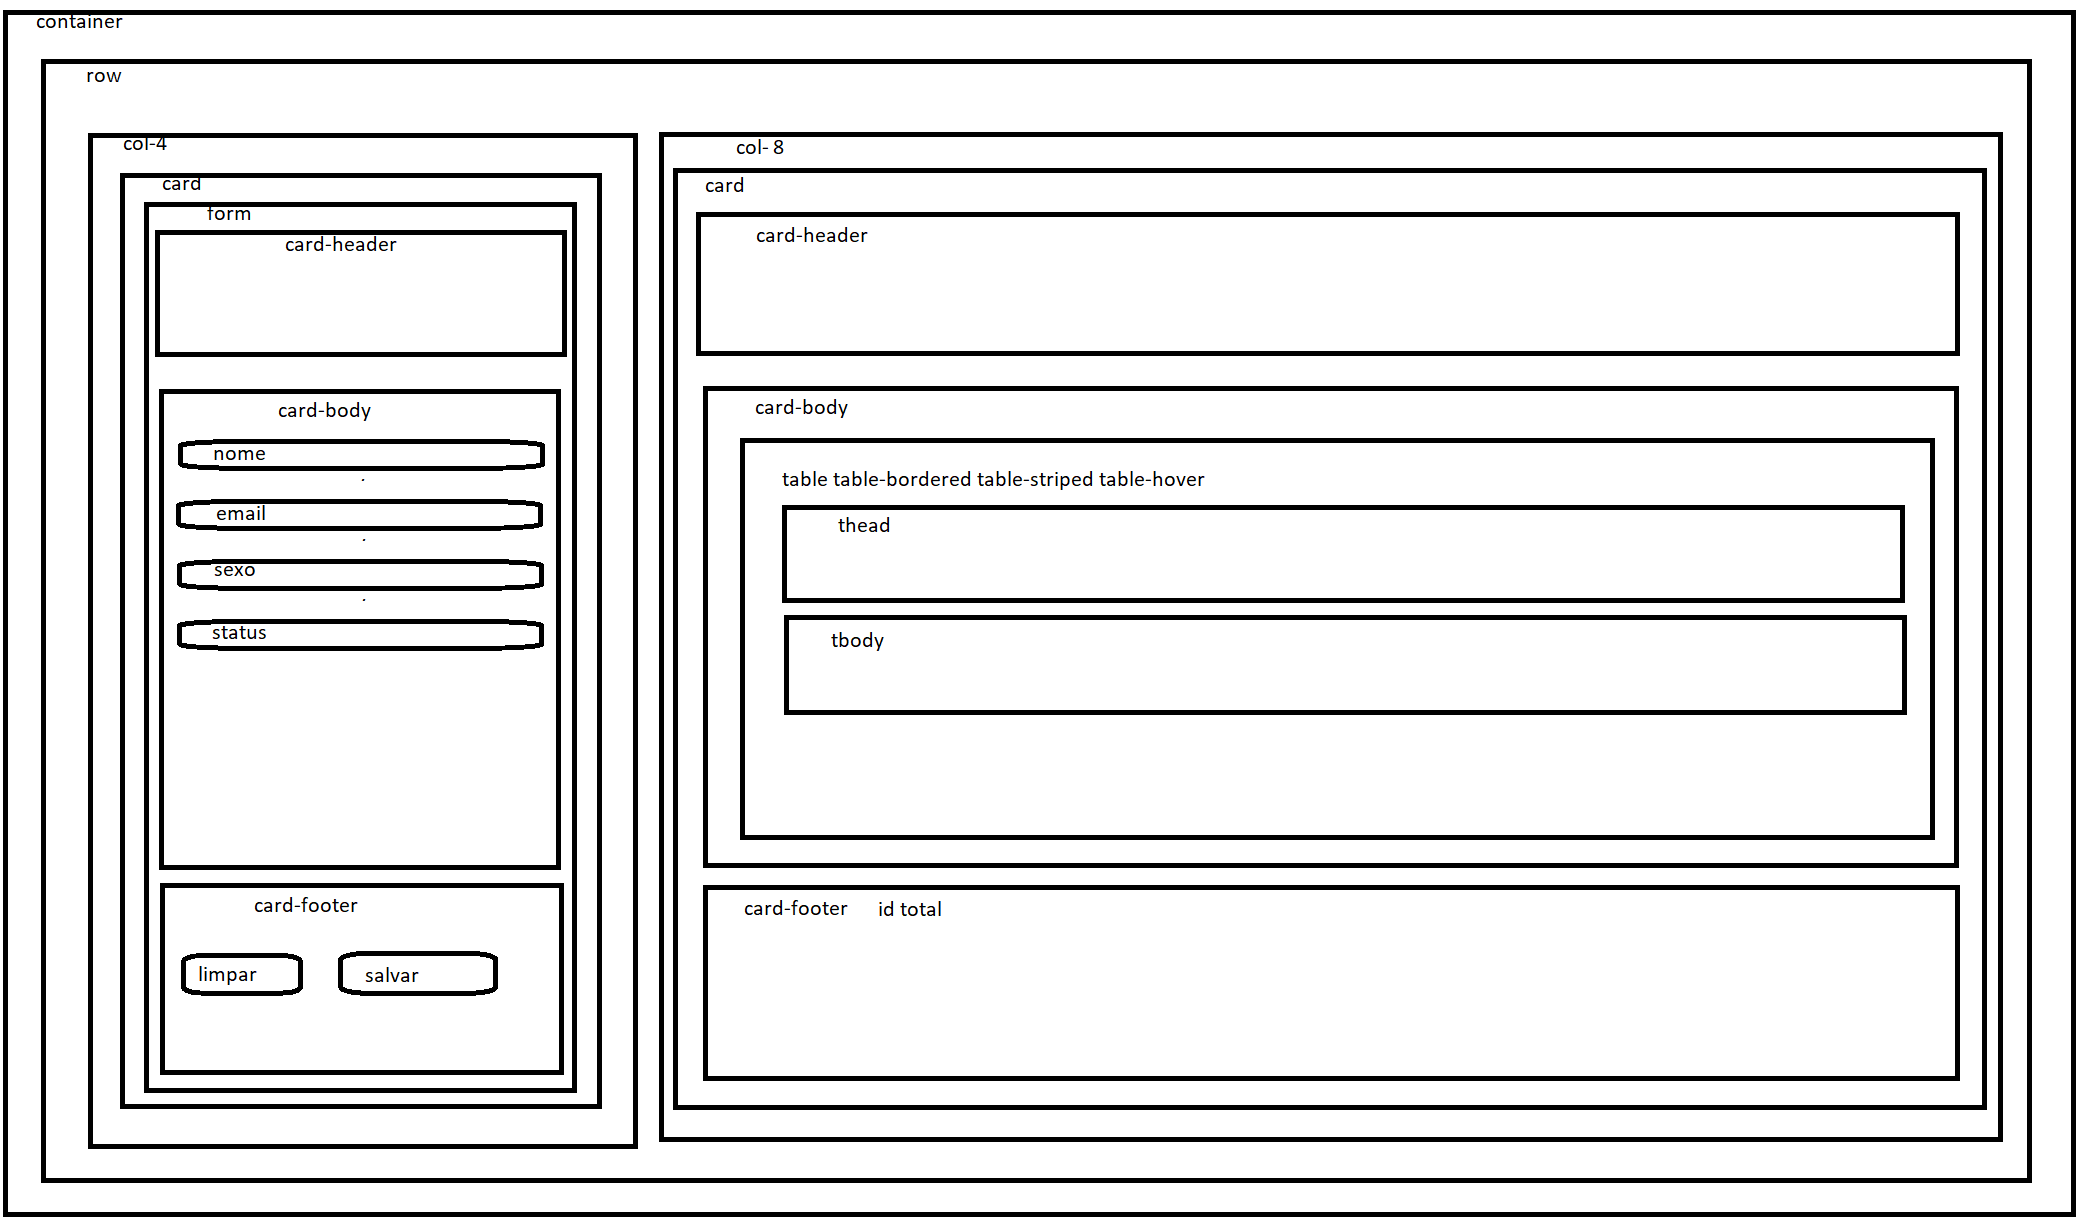 container
row
col-4
card
form
card-header
card-body
nome
email
sexo
status
card-footer
limpar
salvar
col- 8
card
card-header
card-body
table table-bordered table-striped table-hover
thead
tbody
card-footer id total